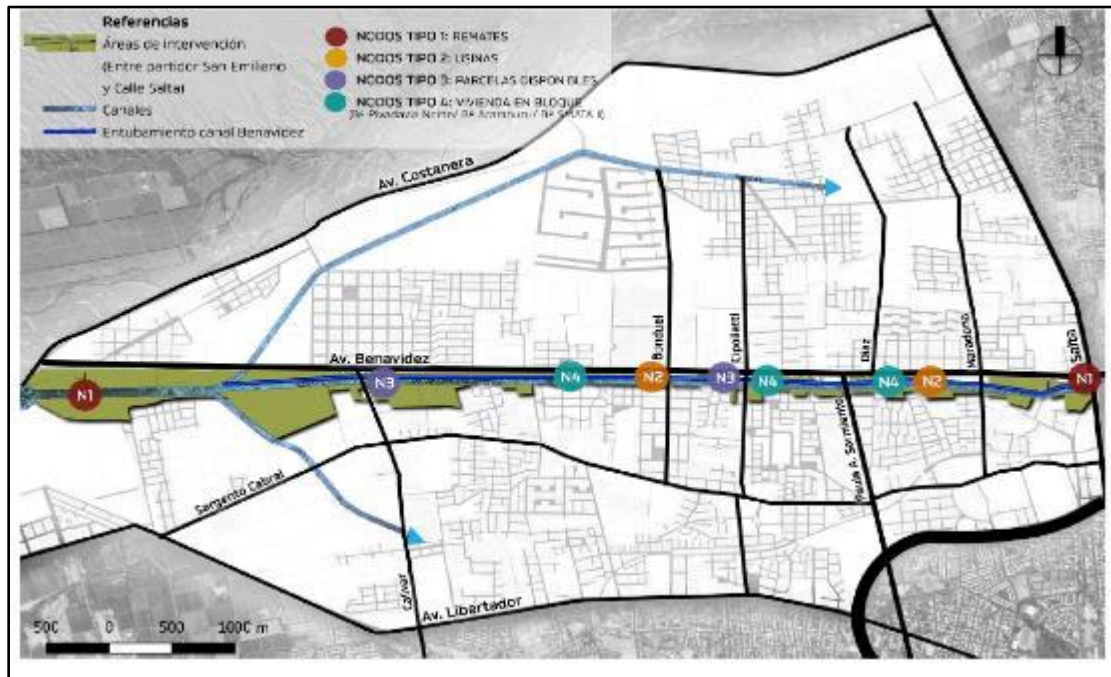 Referencias
Áreas de intervención
(Entre partidor San Emiliano
y Calle Salta)
Canales
Entubamiento canal Benavidez
NODOS TIPO 1: REMATES
NODOS TIPO 2: USINAS
NODOS TIPO 3: PARCELAS DISPONIBLES
NODOS TIPO 4: VIVIENDA EN BLOQUE
Av. Costanera
Av. Benavidez
Bonduel
Cipolletti
Díaz
Maradona
Salta
N1
N3
N4
N2
N3
N4
N4
N2
N1
Sargento Cabral
Paula A. Sarmiento
Calivar
Av. Libertador
500 0 500 1000 m